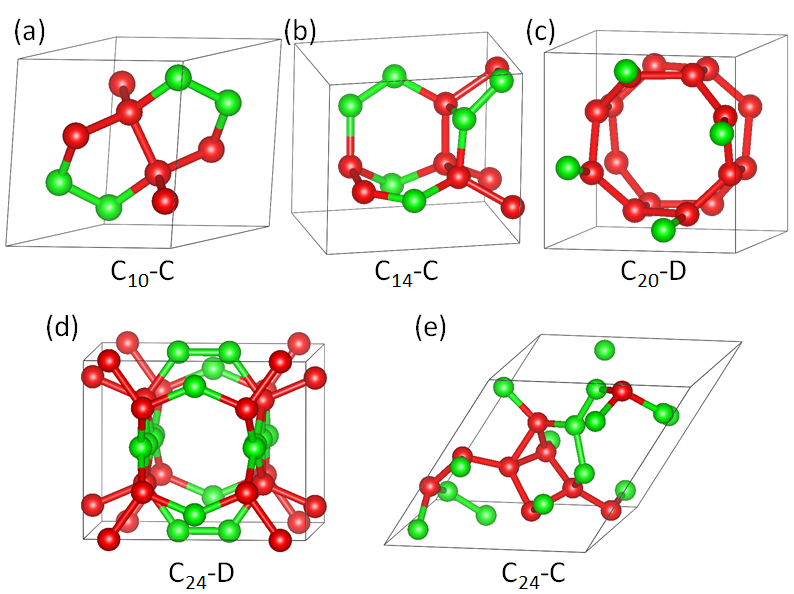 (a)
(b)
(c)
C₁₀-C
C₁₄-C
C₂₀-D
(d)
(e)
C₂₄-D
C₂₄-C